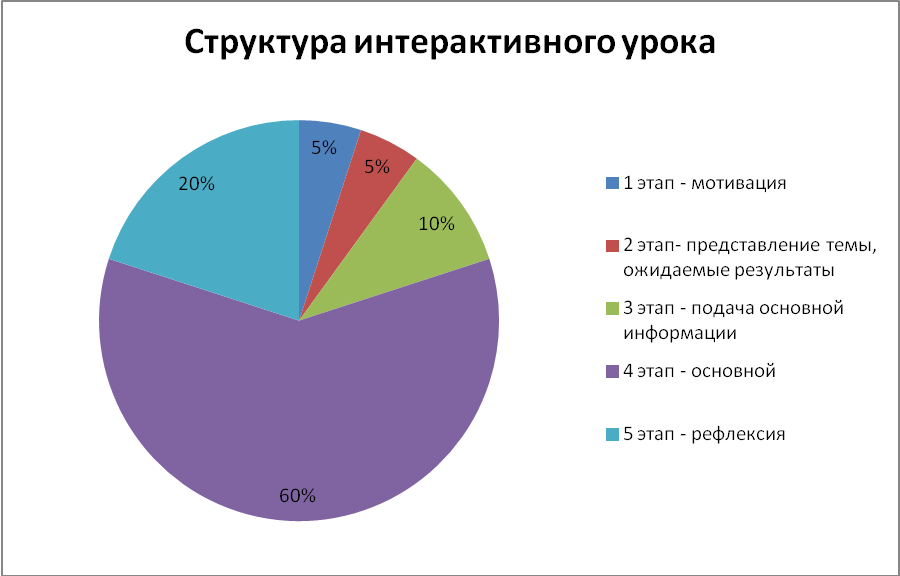 Структура интерактивного урока
5%
5%
10%
60%
20%
1 этап - мотивация
2 этап- представление темы,
ожидаемые результаты
3 этап - подача основной
информации
4 этап - основной
5 этап - рефлексия